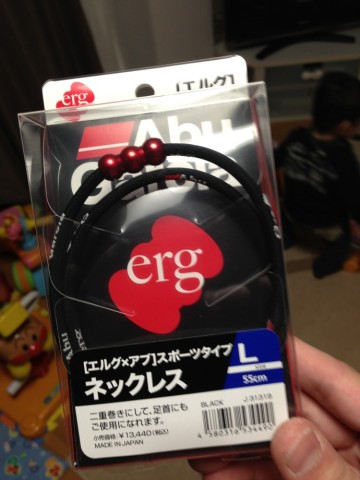 erg
[エルグ]
Abu
Garcia
erg
[エルグ×アブ]スポーツタイプ
ネックレス
L
SIZE
55cm
二重巻きにして、足首にも
ご使用になれます。
BLACK
小売価格：￥13,440(税込)
MADE IN JAPAN